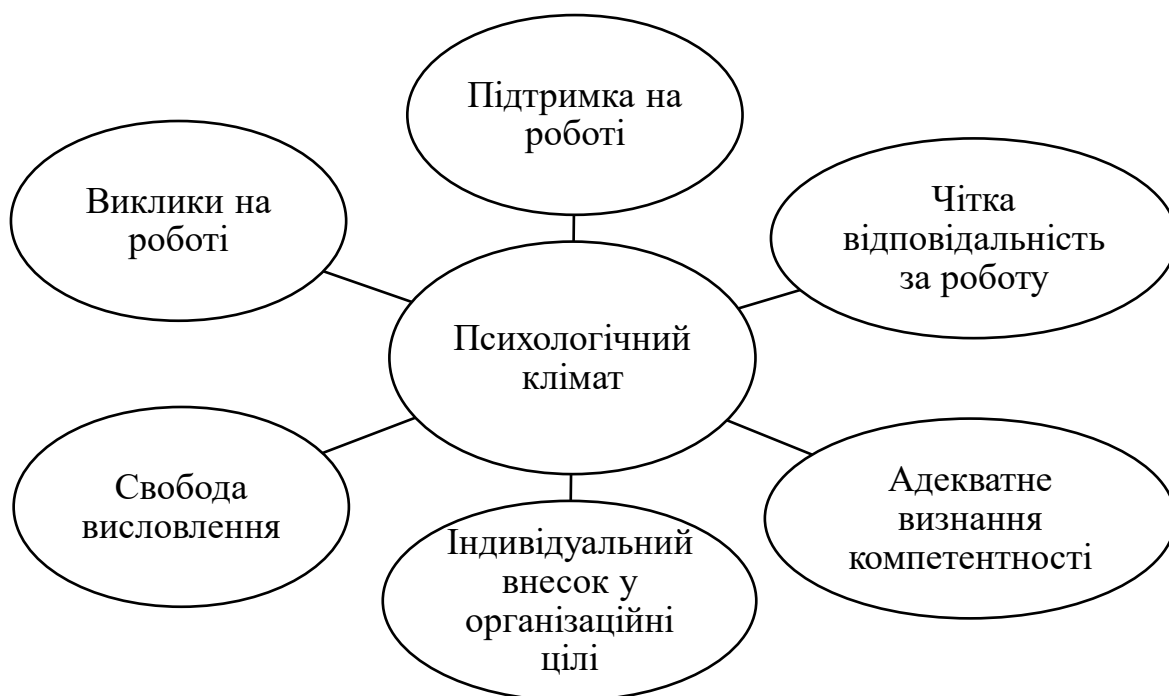 Підтримка на
роботі
Виклики на
роботі
Чітка
відповідальність
за роботу
Психологічний
клімат
Свобода
висловлення
Адекватне
визнання
компетентності
Індивідуальний
внесок у
організаційні
цілі